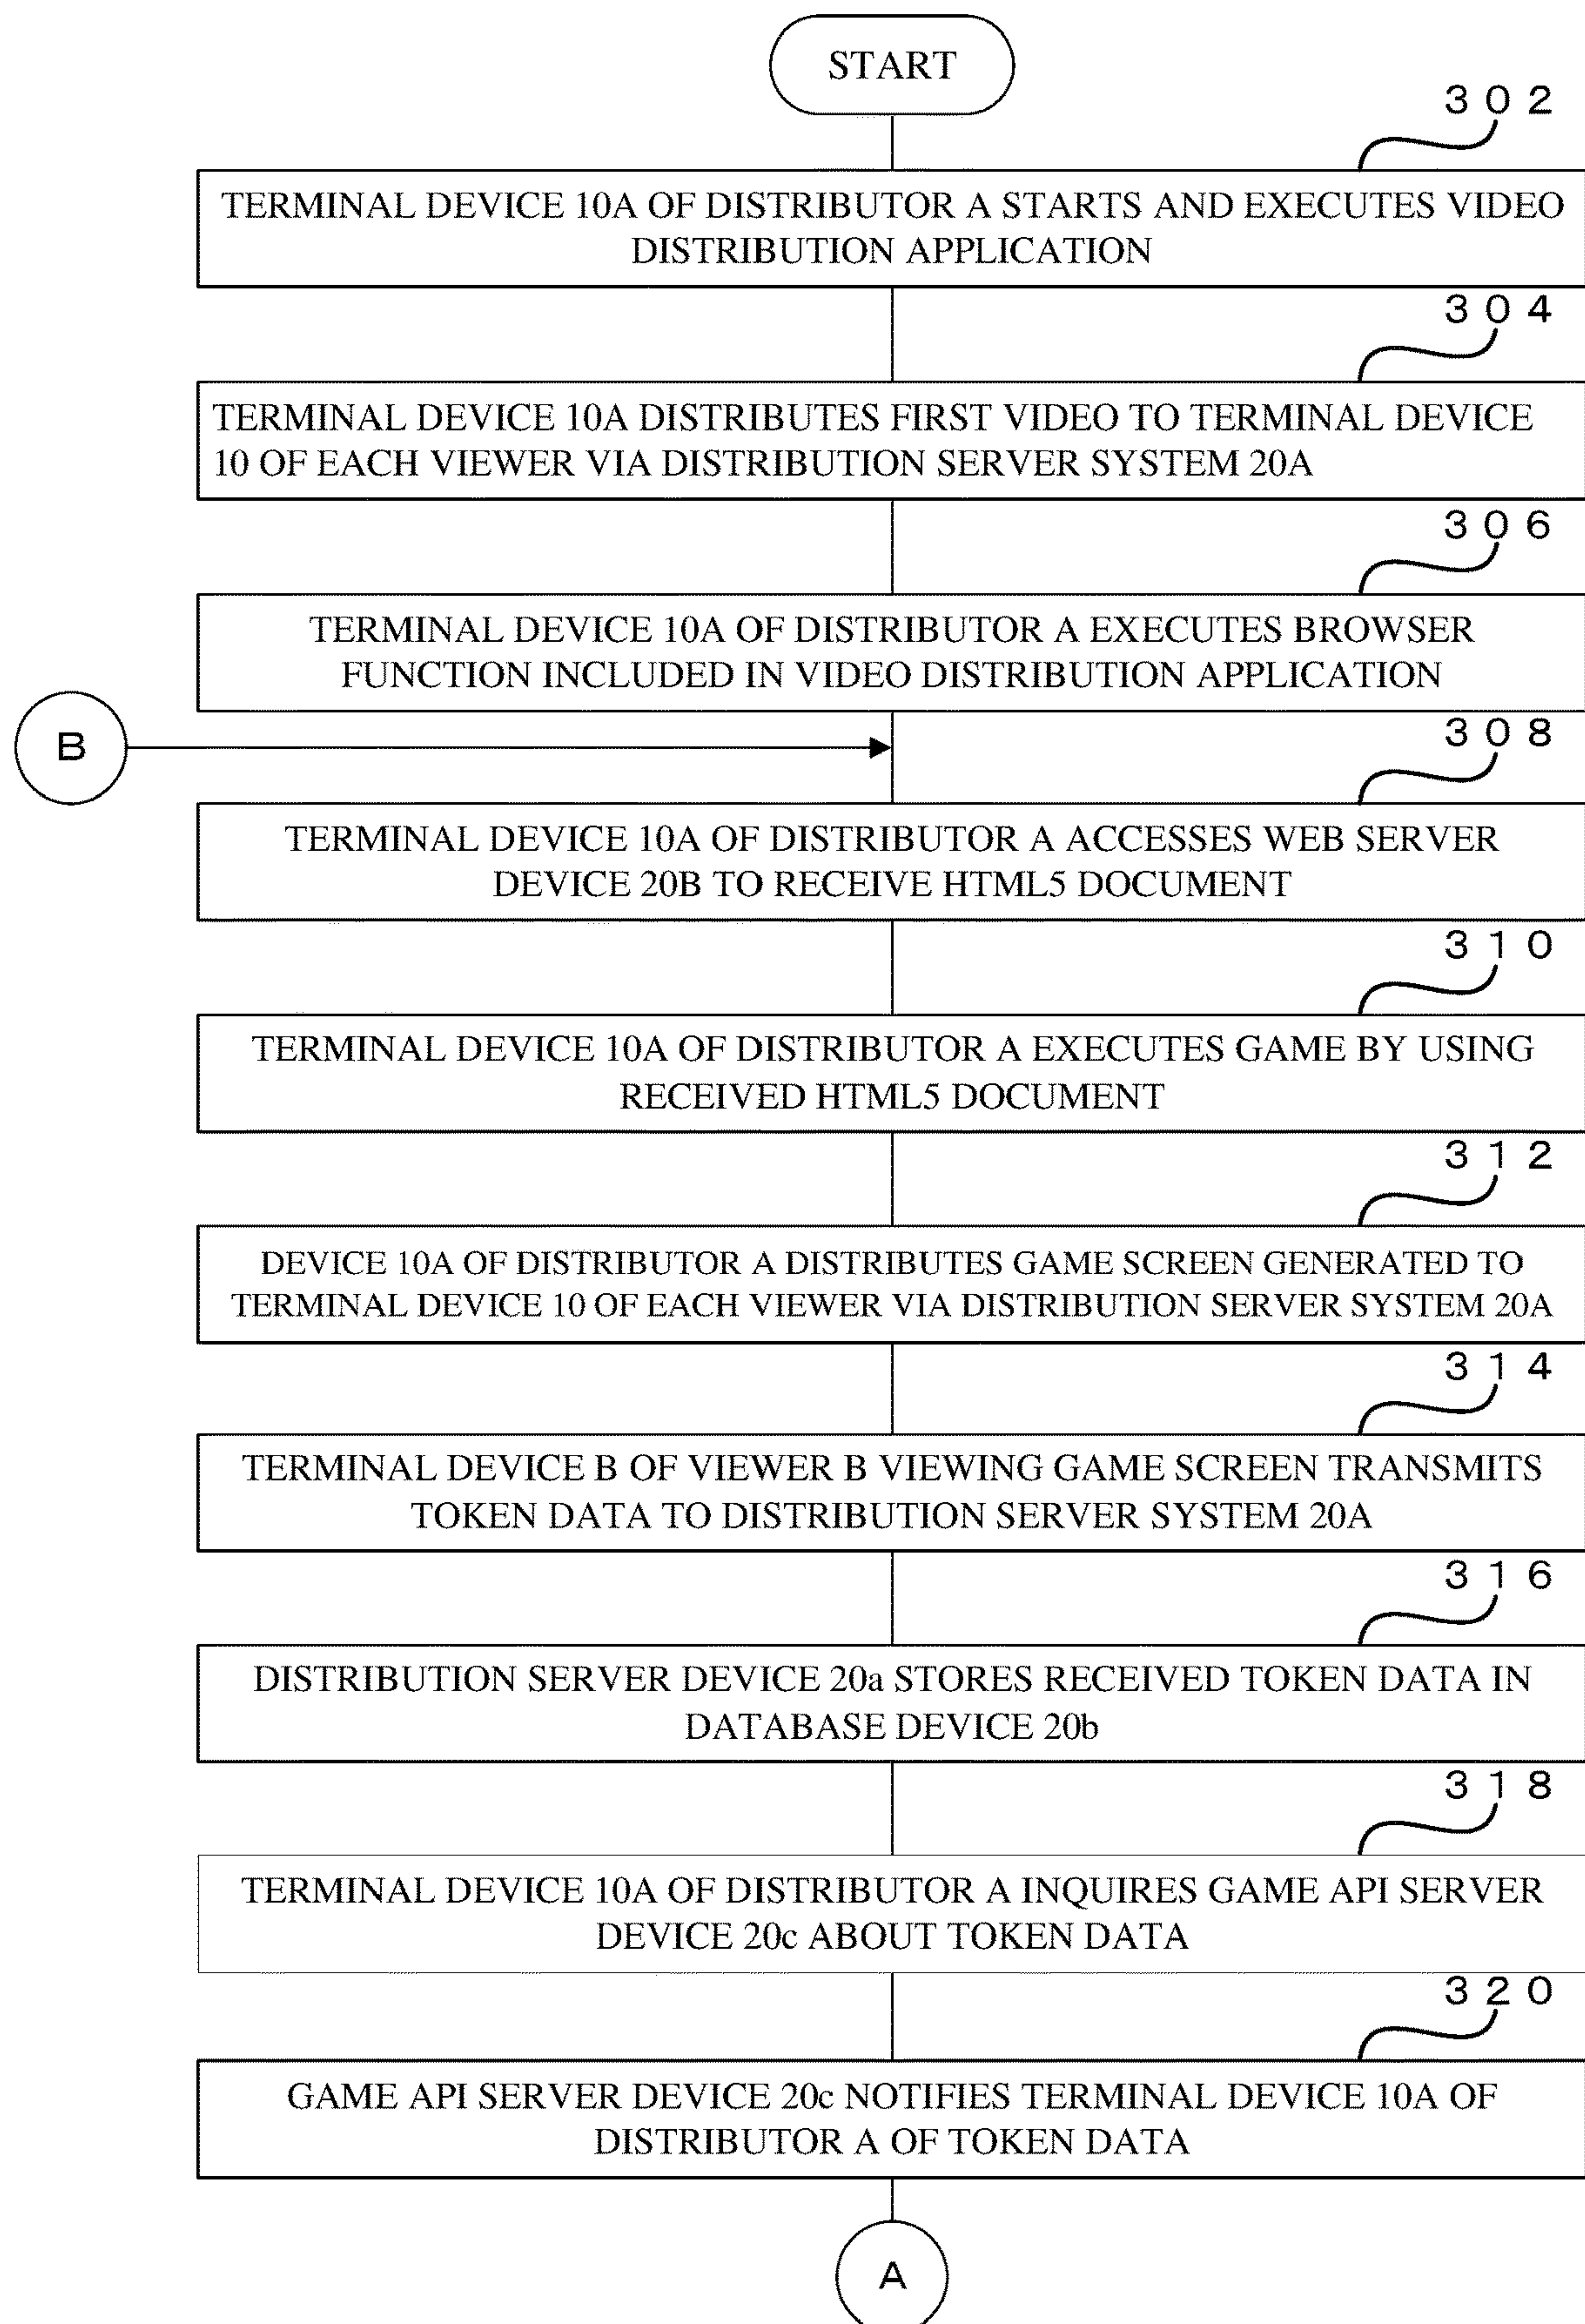 START
302
TERMINAL DEVICE 10A OF DISTRIBUTOR A STARTS AND EXECUTES VIDEO
DISTRIBUTION APPLICATION
304
TERMINAL DEVICE 10A DISTRIBUTES FIRST VIDEO TO TERMINAL DEVICE
10 OF EACH VIEWER VIA DISTRIBUTION SERVER SYSTEM 20A
306
TERMINAL DEVICE 10A OF DISTRIBUTOR A EXECUTES BROWSER
FUNCTION INCLUDED IN VIDEO DISTRIBUTION APPLICATION
B
308
TERMINAL DEVICE 10A OF DISTRIBUTOR A ACCESSES WEB SERVER
DEVICE 20B TO RECEIVE HTML5 DOCUMENT
310
TERMINAL DEVICE 10A OF DISTRIBUTOR A EXECUTES GAME BY USING
RECEIVED HTML5 DOCUMENT
312
DEVICE 10A OF DISTRIBUTOR A DISTRIBUTES GAME SCREEN GENERATED TO
TERMINAL DEVICE 10 OF EACH VIEWER VIA DISTRIBUTION SERVER SYSTEM 20A
314
TERMINAL DEVICE B OF VIEWER B VIEWING GAME SCREEN TRANSMITS
TOKEN DATA TO DISTRIBUTION SERVER SYSTEM 20A
316
DISTRIBUTION SERVER DEVICE 20a STORES RECEIVED TOKEN DATA IN
DATABASE DEVICE 20b
318
TERMINAL DEVICE 10A OF DISTRIBUTOR A INQUIRES GAME API SERVER
DEVICE 20c ABOUT TOKEN DATA
320
GAME API SERVER DEVICE 20c NOTIFIES TERMINAL DEVICE 10A OF
DISTRIBUTOR A OF TOKEN DATA
A